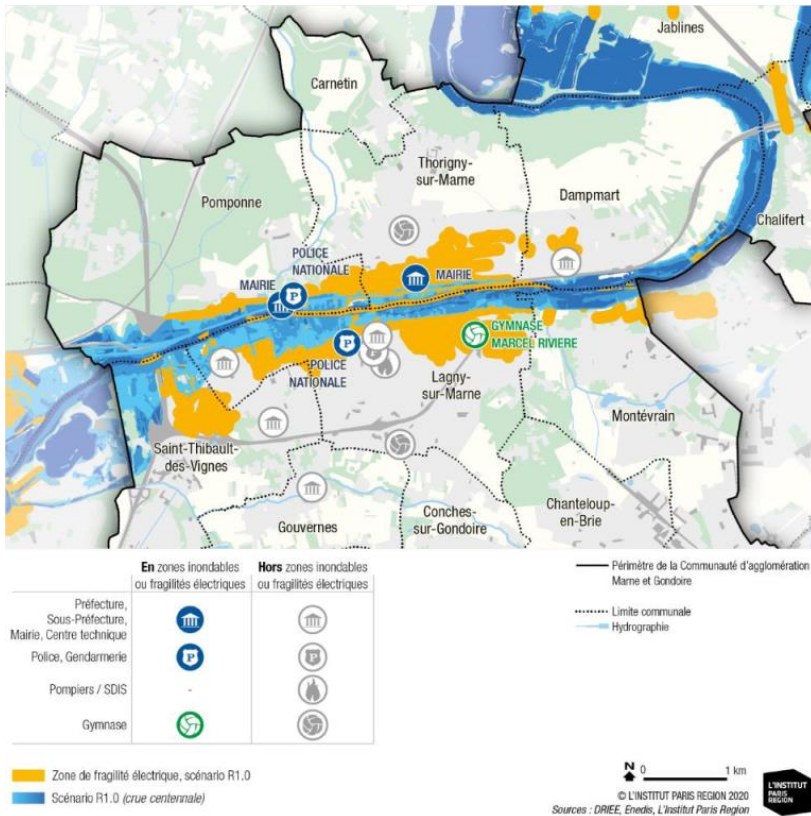 Jablines
Carnetin
Thorigny-
sur-Marne
Dampmart
Pomponne
Chalifert
POLICE
NATIONALE
MAIRIE
MAIRIE
P
GYMNASE
MARCEL RIVIERE
P
POLICE
NATIONALE
Lagny-
sur-Marne
Montévrain
Saint-Thibault-
des-Vignes
Gouvernes
Conches-
sur-Gondoire
Chanteloup-
en-Brie
En zones inondables
ou fragilités électriques
Hors zones inondables
ou fragilités électriques
Préfecture,
Sous-Préfecture,
Mairie, Centre technique
Police, Gendarmerie
P
P
Pompiers / SDIS
-
Gymnase
Périmètre de la Communauté d'agglomération
Marne et Gondoire
Limite communale
Hydrographie
Zone de fragilité électrique, scénario R1.0
Scénario R1.0 (crue centennale)
N
0 1 km
© L'INSTITUT PARIS REGION 2020
Sources : DRIEE, Enedis, L'Institut Paris Region
L'INSTITUT
PARIS
REGION